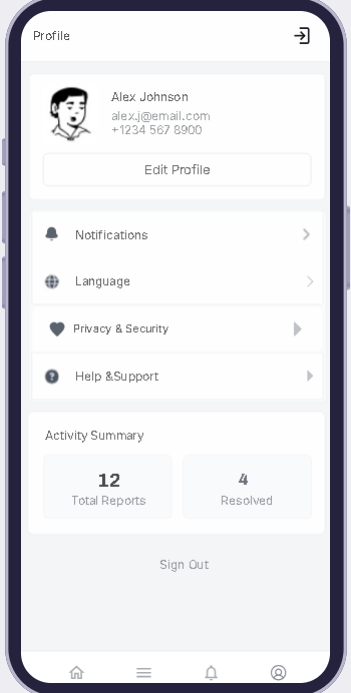 Profile
Alex Johnson
alex.j@email.com
+1234 567 8900
Edit Profile
Notifications
Language
Privacy & Security
Help &Support
Activity Summary
12
4
Total Reports
Resolved
Sign Out